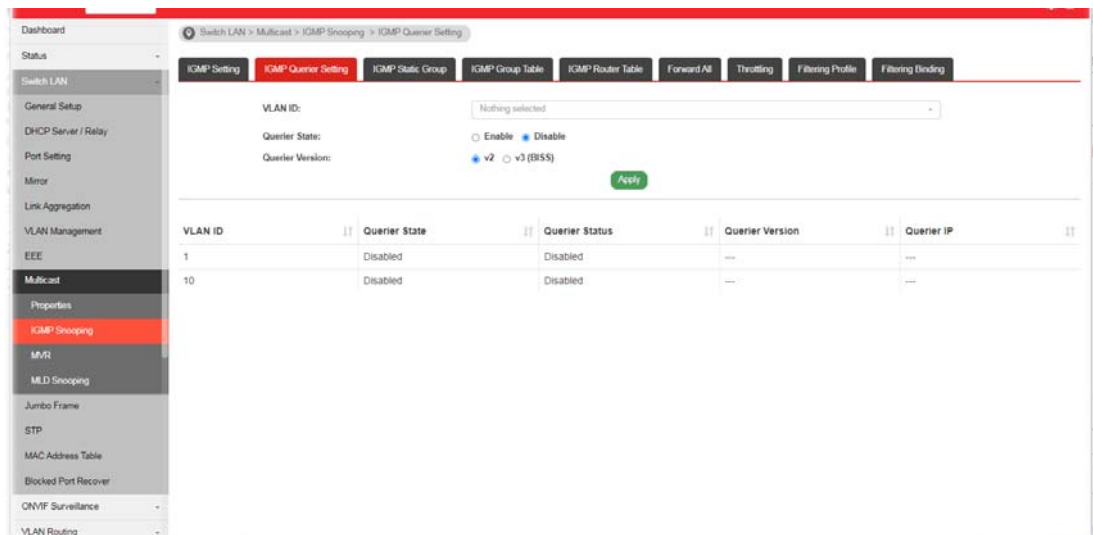 Dashboard
Switch LAN > Multicast > IGMP Snooping > IGMP Querier Setting
Status
IGMP Setting IGMP Querier Setting IGMP Static Group IGMP Group Table IGMP Router Table Forward All Throttling Filtering Profile Filtering Binding
Switch LAN
General Setup
DHCP Server / Relay
Port Setting
Mirror
Link Aggregation
VLAN Management
EEE
Multicast
Properties
IGMP Snooping
MVR
MLD Snooping
Jumbo Frame
STP
MAC Address Table
Blocked Port Recover
ONVIF Surveillance
VLAN Routing
VLAN ID: Nothing selected
Querier State: Enable Disable
Querier Version: v2 v3 (BISS)
Apply
VLAN ID Querier State Querier Status Querier Version Querier IP
1 Disabled Disabled --- ---
10 Disabled Disabled --- ---